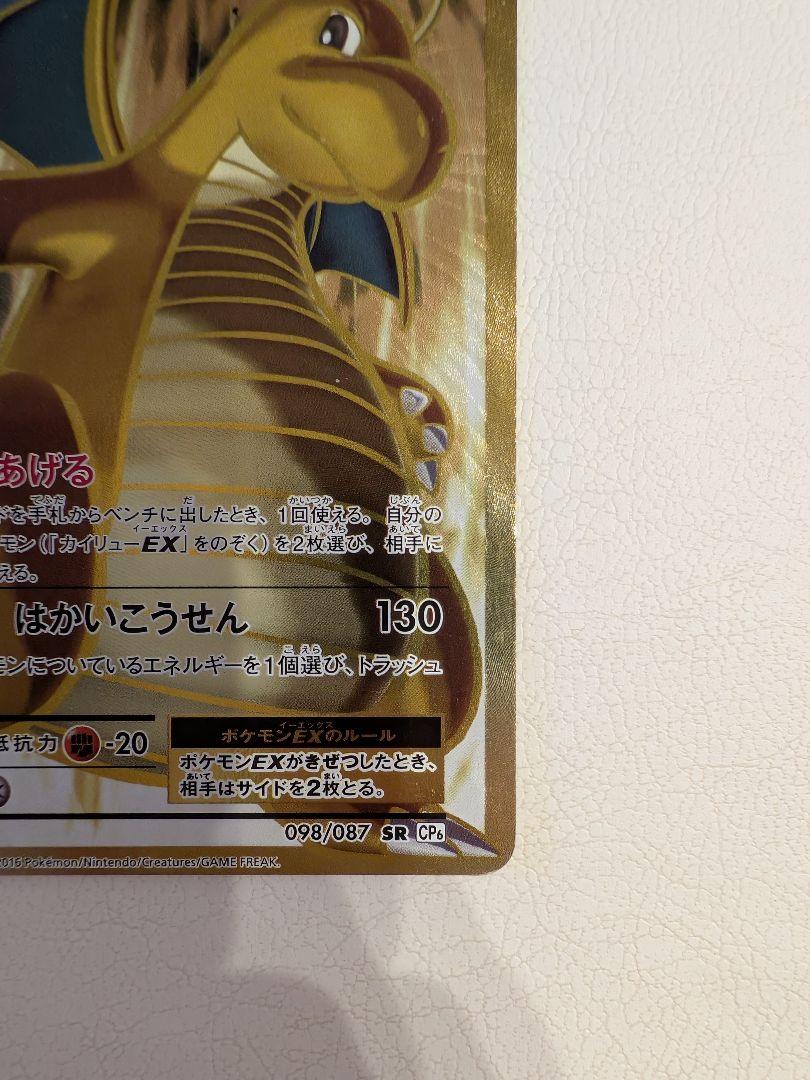 あげる
ドを手札からベンチに出したとき、1回使える。自分の
モン(「カイリューEX」をのぞく)を2枚選び、相手に
える。
はかいこうせん 130
モンについているエネルギーを1個選び、トラッシュ
抵抗力 -20
ポケモンEXのルール
ポケモンEXがきぜつしたとき、
相手はサイドを2枚とる。
098/087 SR CP6
2016 Pokémon/Nintendo/Creatures/GAME FREAK.